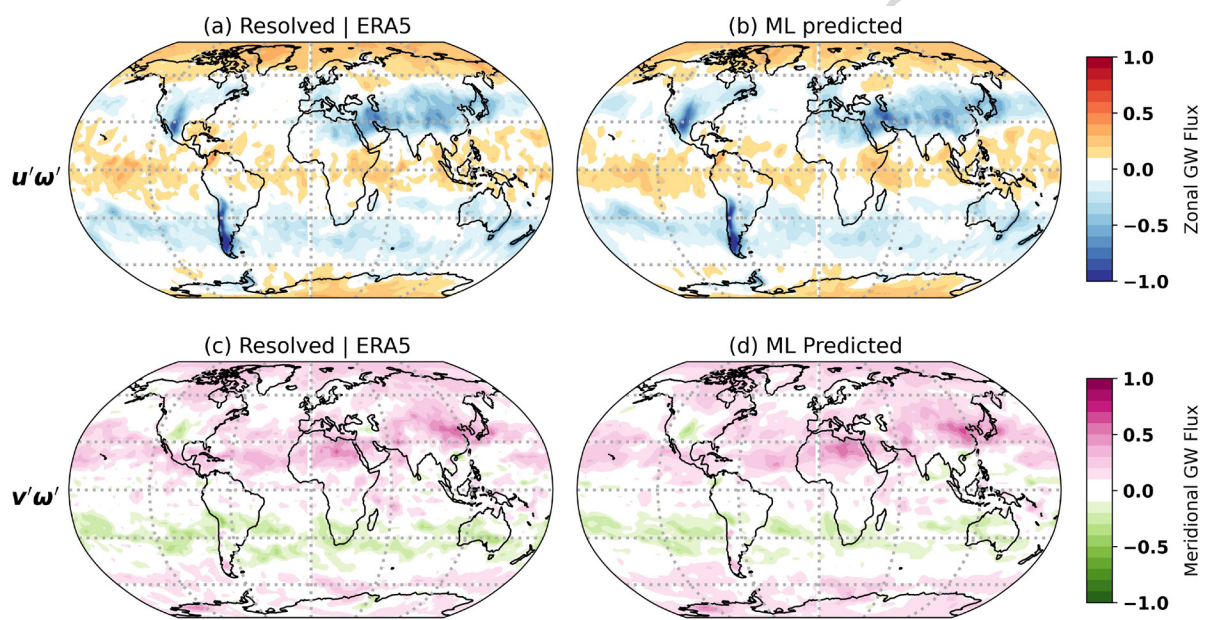 (a) Resolved | ERA5
(b) ML predicted
u′ω′
1.0
0.5
0.0
−0.5
−1.0
Zonal GW Flux
(c) Resolved | ERA5
(d) ML Predicted
v′ω′
1.0
0.5
0.0
−0.5
−1.0
Meridional GW Flux